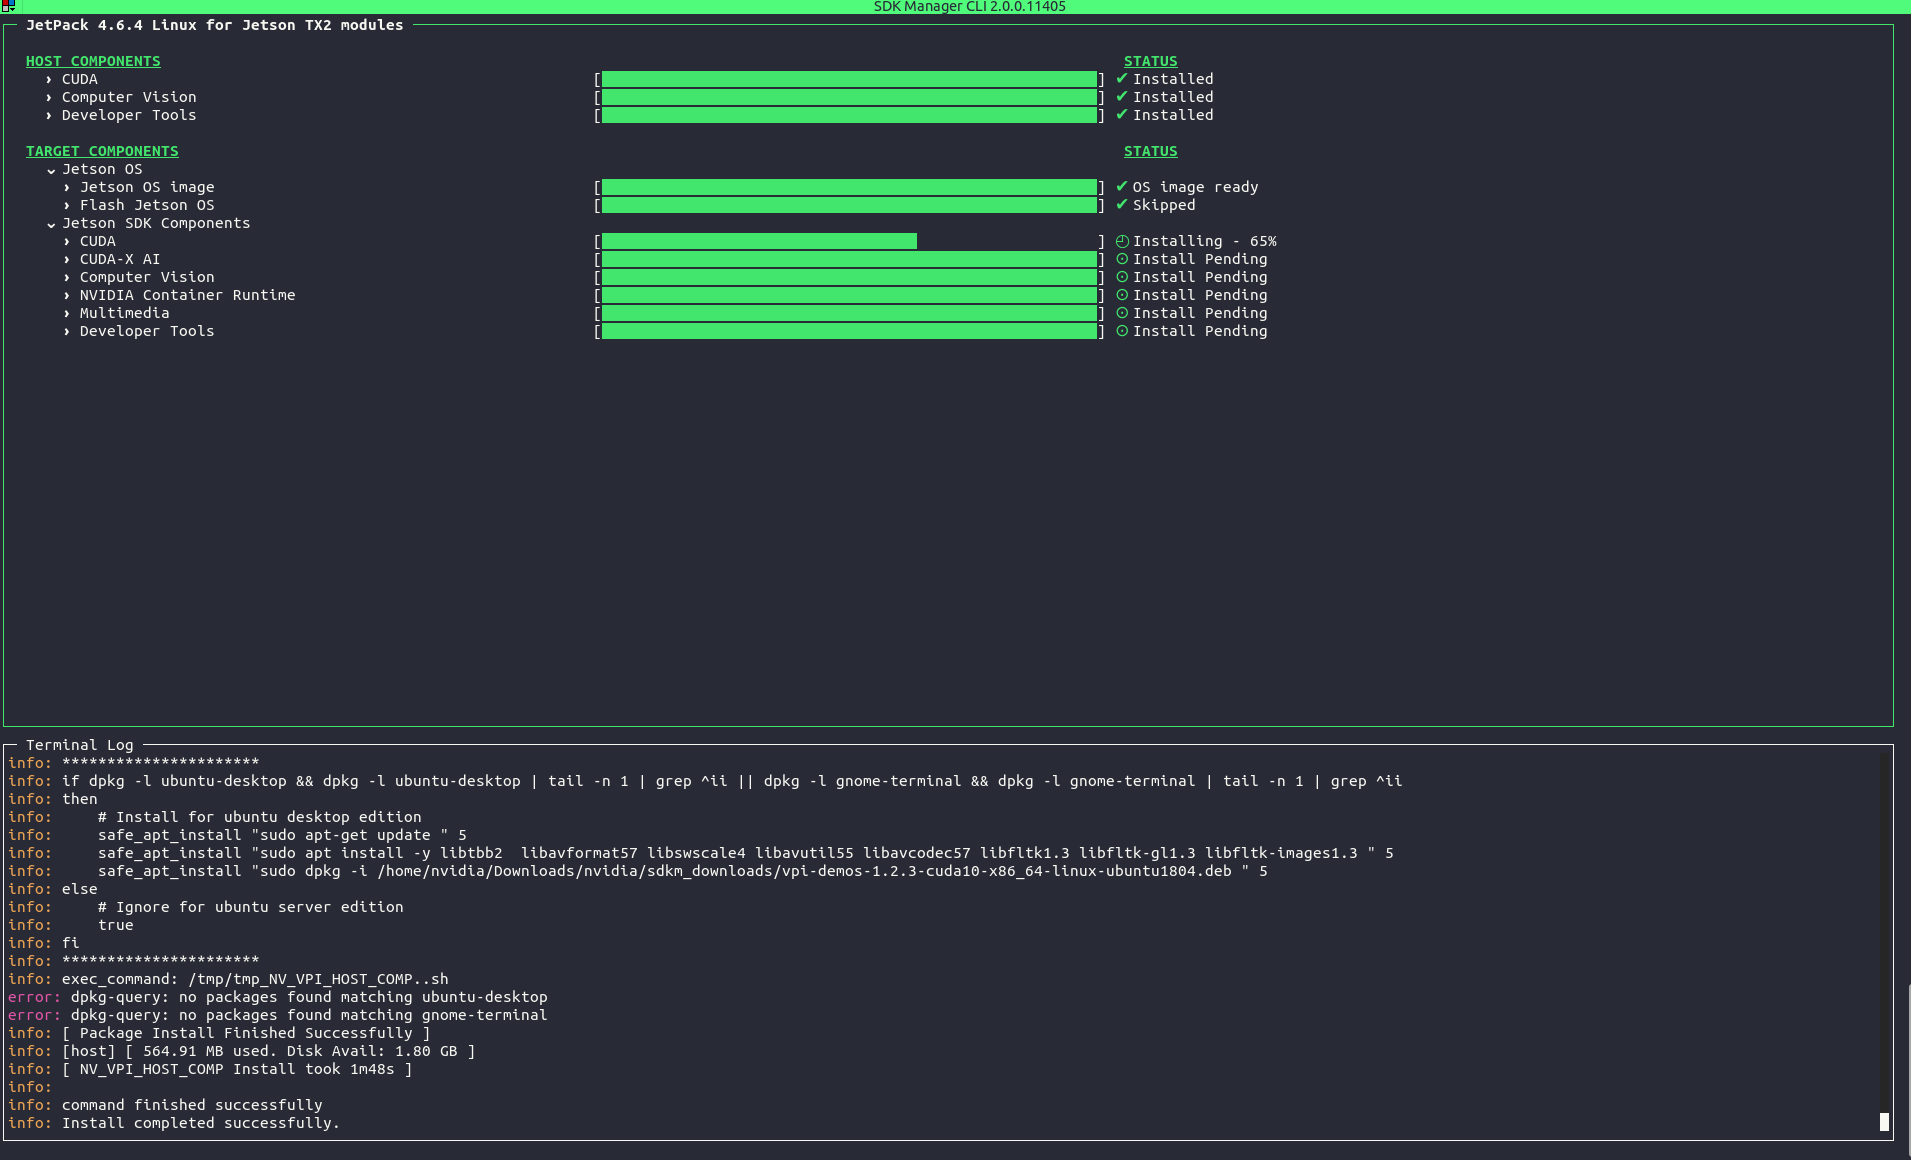 SDK Manager CLI 2.0.0.11405
JetPack 4.6.4 Linux for Jetson TX2 modules
HOST COMPONENTS STATUS
› CUDA [ ] ✔ Installed
› Computer Vision [ ] ✔ Installed
› Developer Tools [ ] ✔ Installed
TARGET COMPONENTS STATUS
⌄ Jetson OS
› Jetson OS image [ ] ✔ OS image ready
› Flash Jetson OS [ ] ✔ Skipped
⌄ Jetson SDK Components
› CUDA [ ] ◴ Installing - 65%
› CUDA-X AI [ ] ⊙ Install Pending
› Computer Vision [ ] ⊙ Install Pending
› NVIDIA Container Runtime [ ] ⊙ Install Pending
› Multimedia [ ] ⊙ Install Pending
› Developer Tools [ ] ⊙ Install Pending
Terminal Log
info: **********************
info: if dpkg -l ubuntu-desktop && dpkg -l ubuntu-desktop | tail -n 1 | grep ^ii || dpkg -l gnome-terminal && dpkg -l gnome-terminal | tail -n 1 | grep ^ii
info: then
info:     # Install for ubuntu desktop edition
info:     safe_apt_install "sudo apt-get update " 5
info:     safe_apt_install "sudo apt install -y libtbb2  libavformat57 libswscale4 libavutil55 libavcodec57 libfltk1.3 libfltk-gl1.3 libfltk-images1.3 " 5
info:     safe_apt_install "sudo dpkg -i /home/nvidia/Downloads/nvidia/sdkm_downloads/vpi-demos-1.2.3-cuda10-x86_64-linux-ubuntu1804.deb " 5
info: else
info:     # Ignore for ubuntu server edition
info:     true
info: fi
info: **********************
info: exec_command: /tmp/tmp_NV_VPI_HOST_COMP..sh
error: dpkg-query: no packages found matching ubuntu-desktop
error: dpkg-query: no packages found matching gnome-terminal
info: [ Package Install Finished Successfully ]
info: [host] [ 564.91 MB used. Disk Avail: 1.80 GB ]
info: [ NV_VPI_HOST_COMP Install took 1m48s ]
info:
info: command finished successfully
info: Install completed successfully.